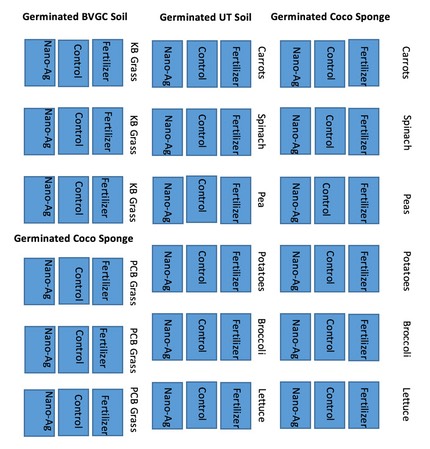 Germinated BVGC Soil
Nano-Ag Control Fertilizer KB Grass
Nano-Ag Control Fertilizer KB Grass
Nano-Ag Control Fertilizer KB Grass
Germinated Coco Sponge
Nano-Ag Control Fertilizer PCB Grass
Nano-Ag Control Fertilizer PCB Grass
Nano-Ag Control Fertilizer PCB Grass
Germinated UT Soil
Nano-Ag Control Fertilizer Carrots
Nano-Ag Control Fertilizer Spinach
Nano-Ag Control Fertilizer Pea
Nano-Ag Control Fertilizer Potatoes
Nano-Ag Control Fertilizer Broccoli
Nano-Ag Control Fertilizer Lettuce
Germinated Coco Sponge
Nano-Ag Control Fertilizer Carrots
Nano-Ag Control Fertilizer Spinach
Nano-Ag Control Fertilizer Peas
Nano-Ag Control Fertilizer Potatoes
Nano-Ag Control Fertilizer Broccoli
Nano-Ag Control Fertilizer Lettuce